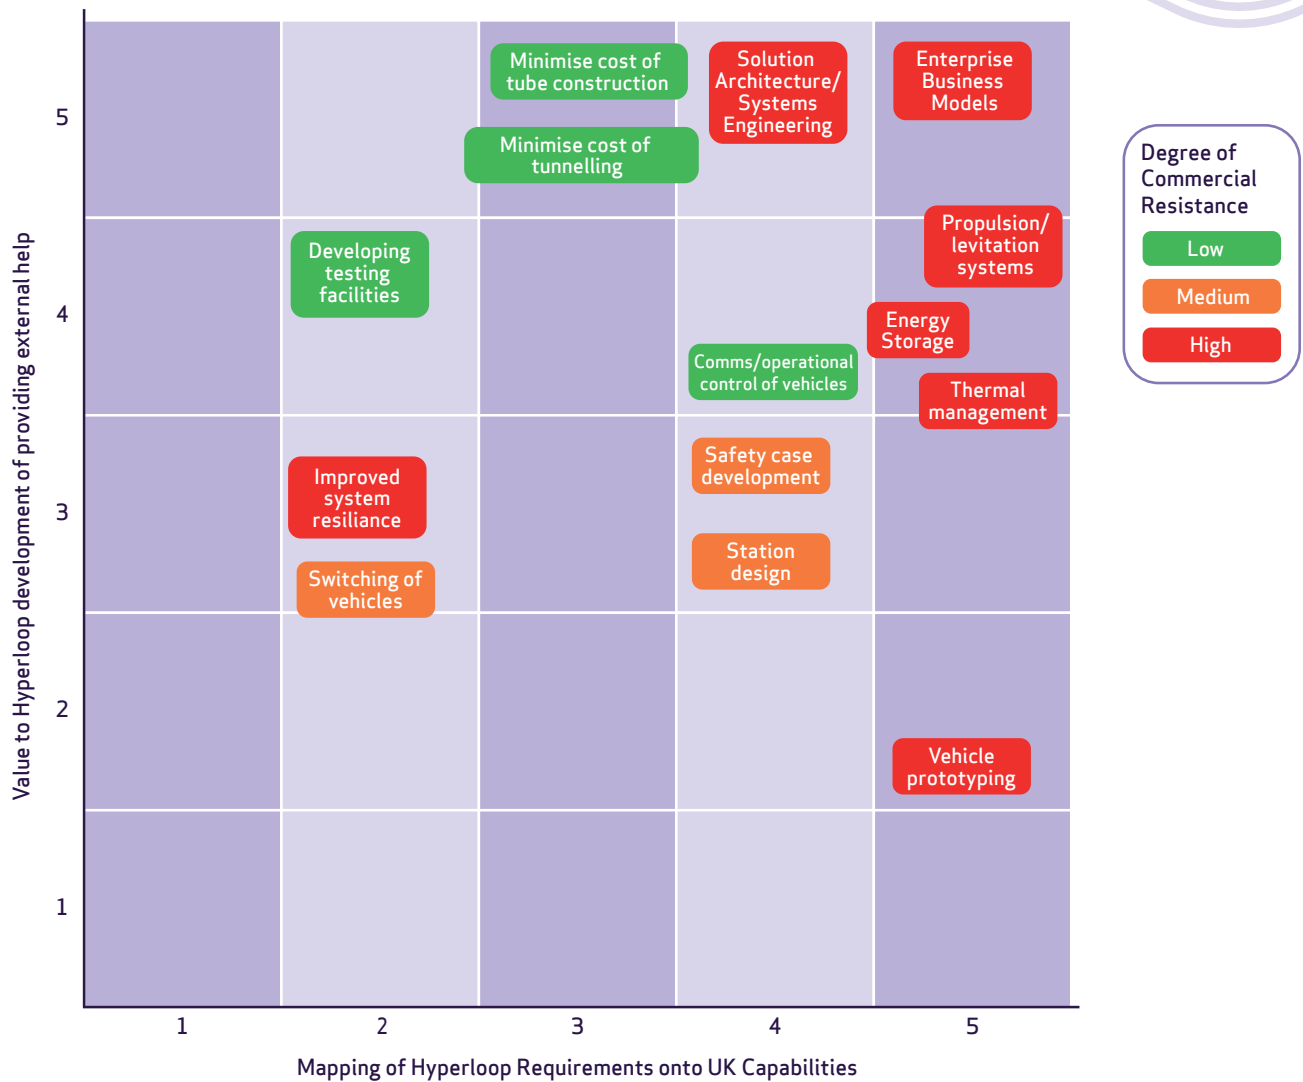 Value to Hyperloop development of providing external help
5
4
3
2
1
Minimise cost of
tube construction
Minimise cost of
tunnelling
Solution
Architecture/
Systems
Engineering
Enterprise
Business
Models
Developing
testing
facilities
Propulsion/
levitation
systems
Energy
Storage
Comms/operational
control of vehicles
Thermal
management
Improved
system
resiliance
Switching of
vehicles
Safety case
development
Station
design
Vehicle
prototyping
1
2
3
4
5
Mapping of Hyperloop Requirements onto UK Capabilities
Degree of
Commercial
Resistance
Low
Medium
High